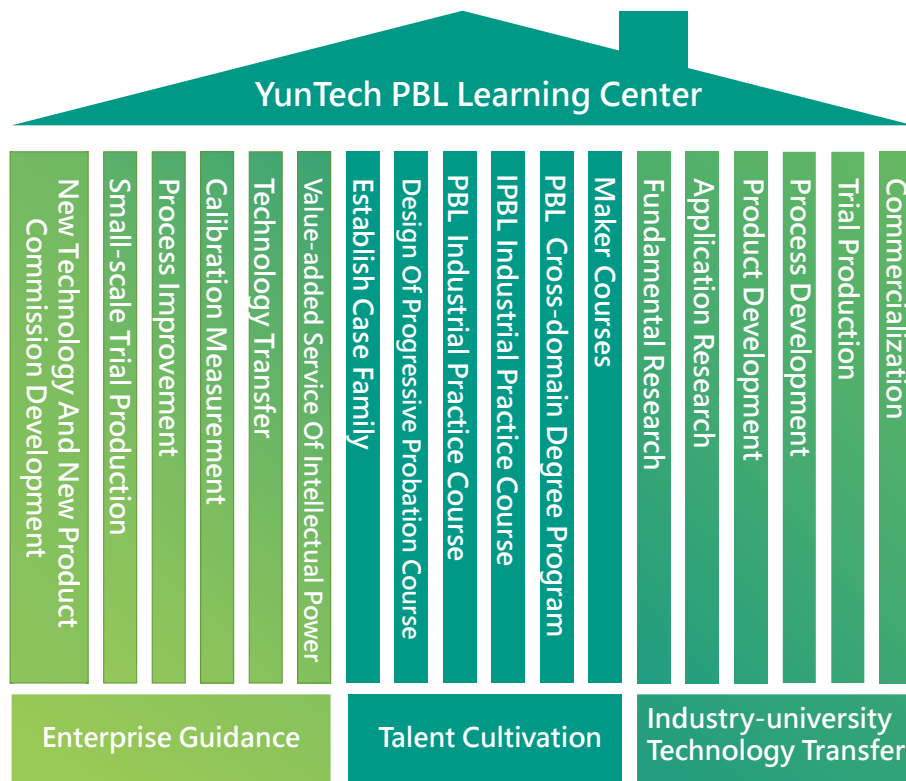 YunTech PBL Learning Center
New Technology And New Product
Commission Development
Small-scale Trial Production
Process Improvement
Calibration Measurement
Technology Transfer
Value-added Service Of Intellectual Power
Establish Case Family
Design Of Progressive Probation Course
PBL Industrial Practice Course
IPBL Industrial Practice Course
PBL Cross-domain Degree Program
Maker Courses
Fundamental Research
Application Research
Product Development
Process Development
Trial Production
Commercialization
Enterprise Guidance
Talent Cultivation
Industry-university
Technology Transfer